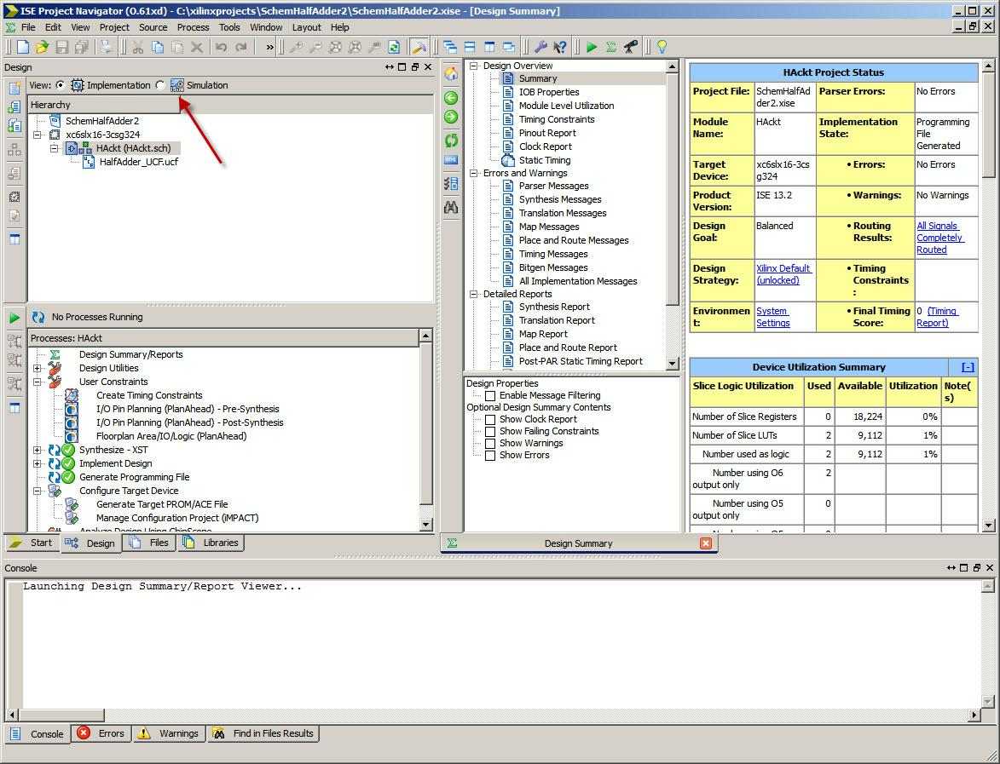 ISE Project Navigator (O.61xd) - C:\xilinxprojects\SchemHalfAdder2\SchemHalfAdder2.xise - [Design Summary]
File Edit View Project Source Process Tools Window Layout Help
Design
View: Implementation Simulation
Hierarchy
SchemHalfAdder2
xc6slx16-3csg324
HAckt (HAckt.sch)
HalfAdder_UCF.ucf
No Processes Running
Processes: HAckt
Design Summary/Reports
Design Utilities
User Constraints
Create Timing Constraints
I/O Pin Planning (PlanAhead) - Pre-Synthesis
I/O Pin Planning (PlanAhead) - Post-Synthesis
Floorplan Area/IO/Logic (PlanAhead)
Synthesize - XST
Implement Design
Generate Programming File
Configure Target Device
Generate Target PROM/ACE File
Manage Configuration Project (iMPACT)
Analyze Design Using ChipScope
Start Design Files Libraries
Design Overview
Summary
IOB Properties
Module Level Utilization
Timing Constraints
Pinout Report
Clock Report
Static Timing
Errors and Warnings
Parser Messages
Synthesis Messages
Translation Messages
Map Messages
Place and Route Messages
Timing Messages
Bitgen Messages
All Implementation Messages
Detailed Reports
Synthesis Report
Translation Report
Map Report
Place and Route Report
Post-PAR Static Timing Report
Design Properties
Enable Message Filtering
Optional Design Summary Contents
Show Clock Report
Show Failing Constraints
Show Warnings
Show Errors
Design Summary
HAckt Project Status
Project File: SchemHalfAd Parser Errors: No Errors
der2.xise
Module HAckt Implementation Programming
Name: State: File
Generated
Target xc6slx16-3cs • Errors: No Errors
Device: g324
Product ISE 13.2 • Warnings: No Warnings
Version:
Design Balanced • Routing All Signals
Goal: Results: Completely
Routed
Design Xilinx Default • Timing
Strategy: (unlocked) Constraints
:
Environmen System • Final Timing 0 (Timing
t: Settings Score: Report)
Device Utilization Summary [-]
Slice Logic Utilization Used Available Utilization Note(
s)
Number of Slice Registers 0 18,224 0%
Number of Slice LUTs 2 9,112 1%
Number used as logic 2 9,112 1%
Number using O6 2
output only
Number using O5 0
output only
Console
Launching Design Summary/Report Viewer...
Console Errors Warnings Find in Files Results